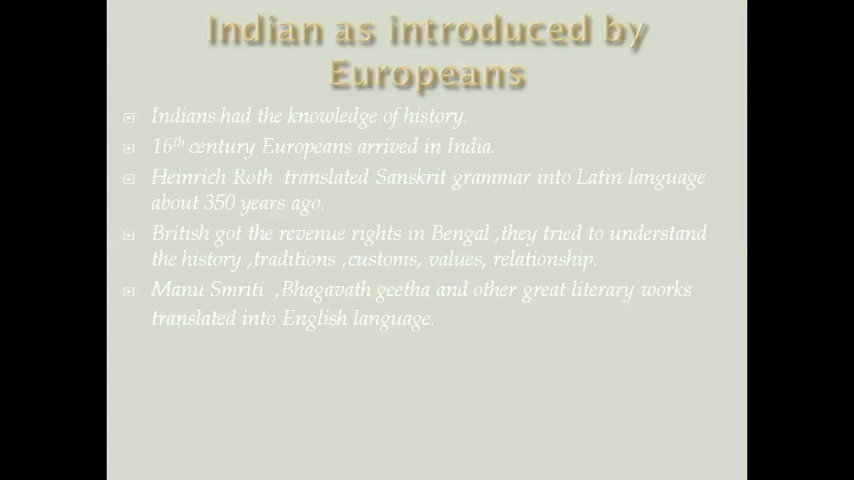 Indian as introduced by
Europeans
Indians had the knowledge of history.
16th century Europeans arrived in India.
Heinrich Roth translated Sanskrit grammar into Latin language
about 350 years ago.
British got the revenue rights in Bengal ,they tried to understand
the history ,traditions ,customs, values, relationship.
Manu Smriti ,Bhagavath geetha and other great literary works
translated into English language.